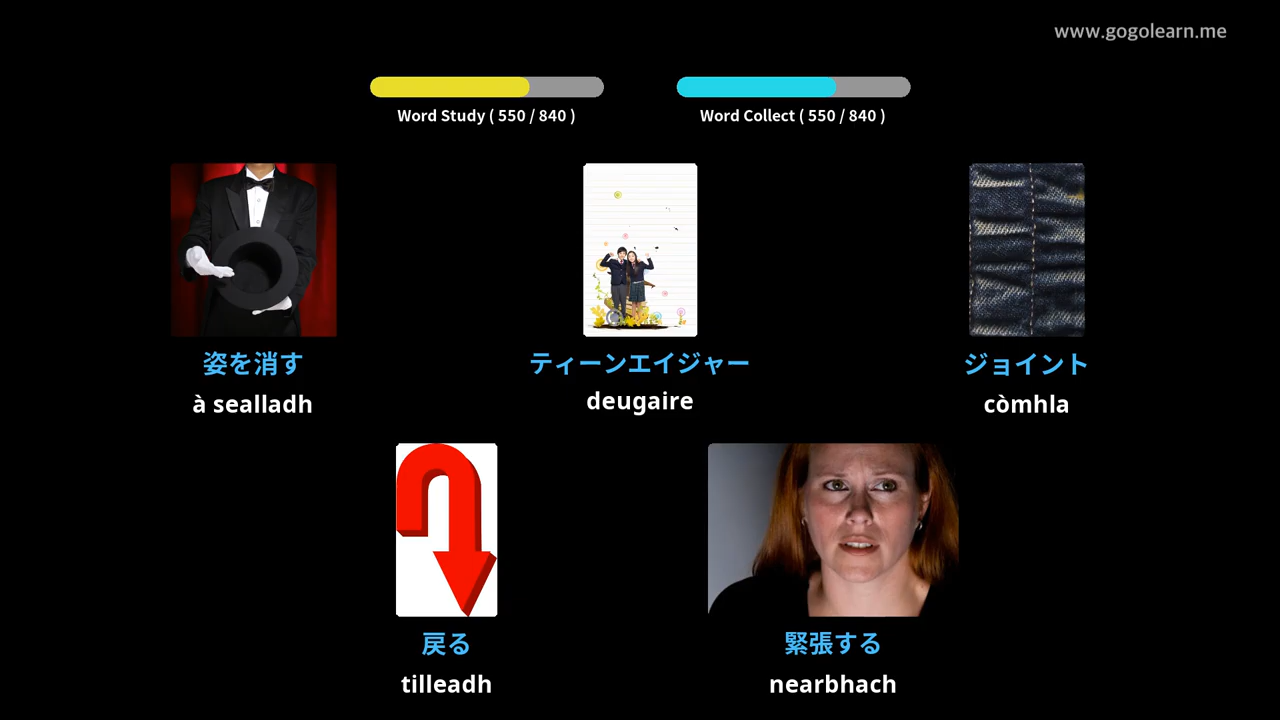 www.gogolearn.me
Word Study ( 550 / 840 )
Word Collect ( 550 / 840 )
姿を消す
à sealladh
ティーンエイジャー
deugaire
ジョイント
còmhla
戻る
tilleadh
緊張する
nearbhach